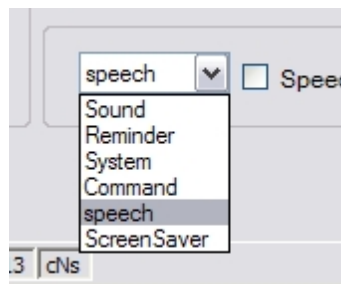 speech
Speec
Sound
Reminder
System
Command
speech
ScreenSaver
.3 cNs